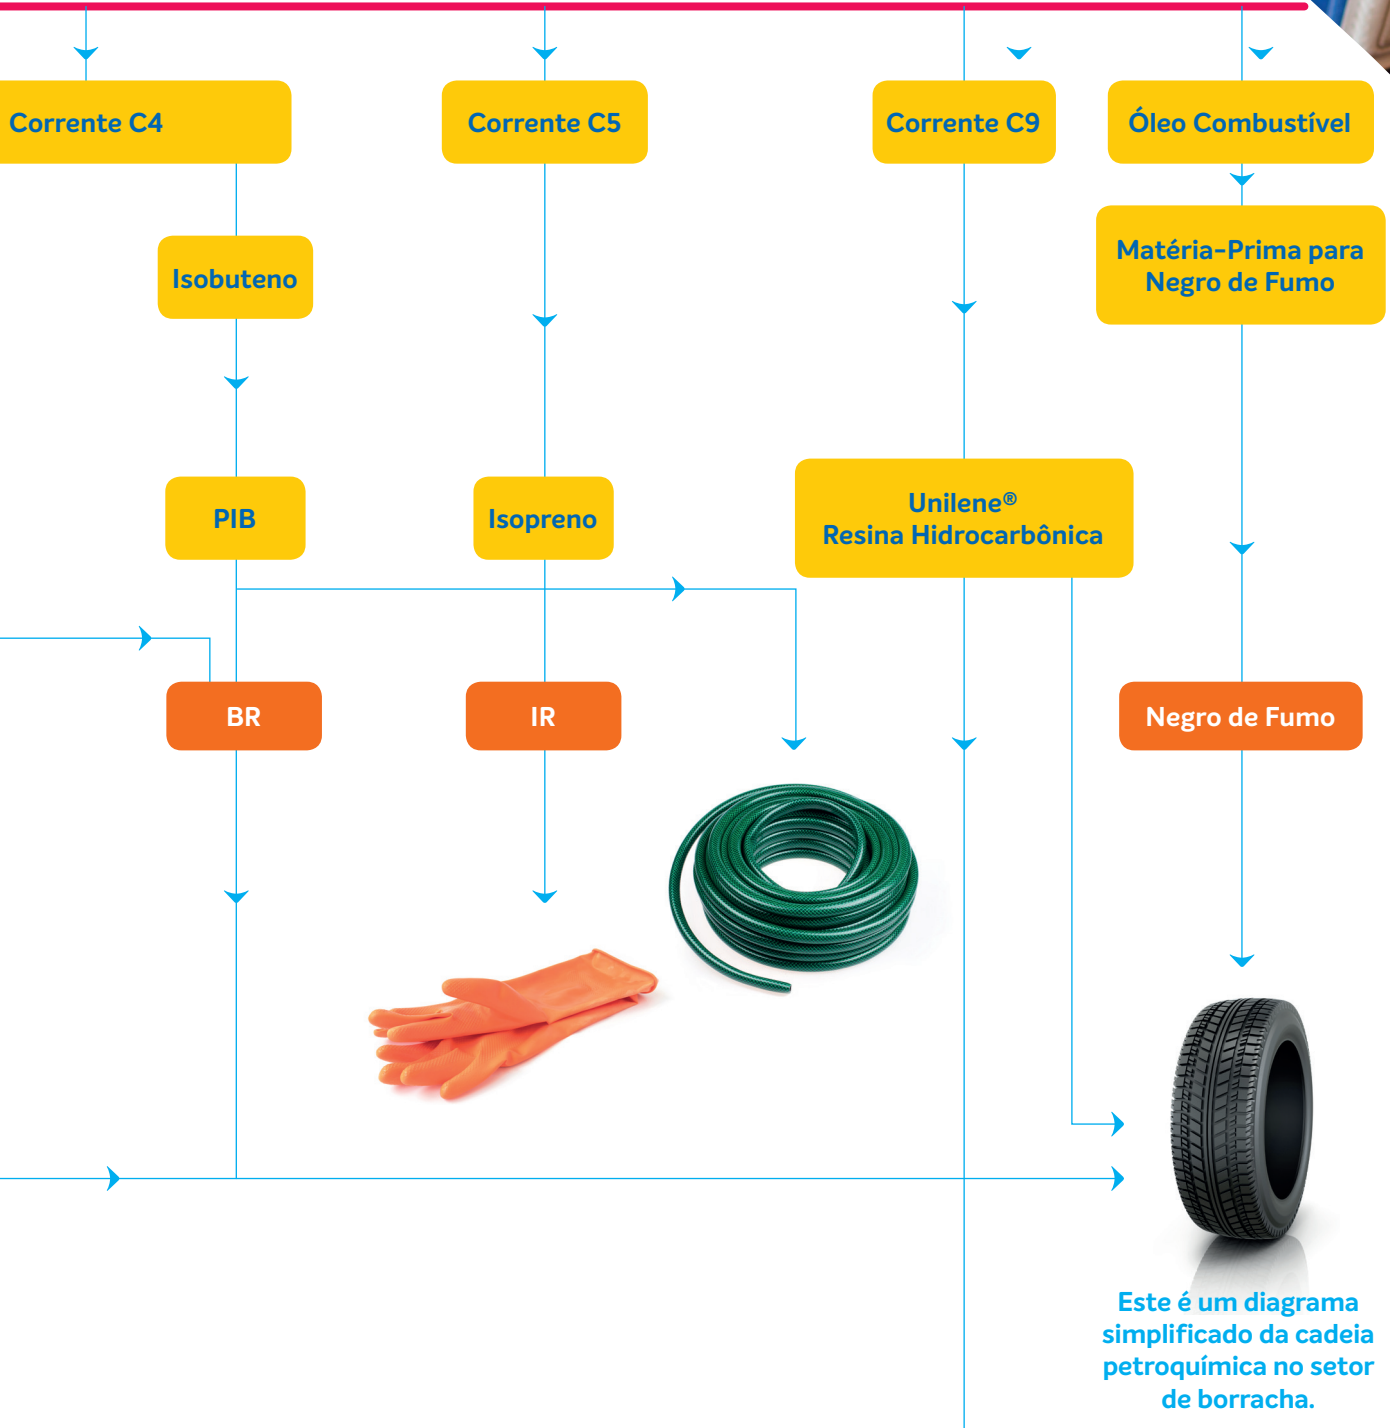 Corrente C4
Corrente C5
Corrente C9
Óleo Combustível
Isobuteno
Matéria-Prima para
Negro de Fumo
PIB
Isopreno
Unilene®
Resina Hidrocarbônica
BR
IR
Negro de Fumo
Este é um diagrama
simplificado da cadeia
petroquímica no setor
de borracha.